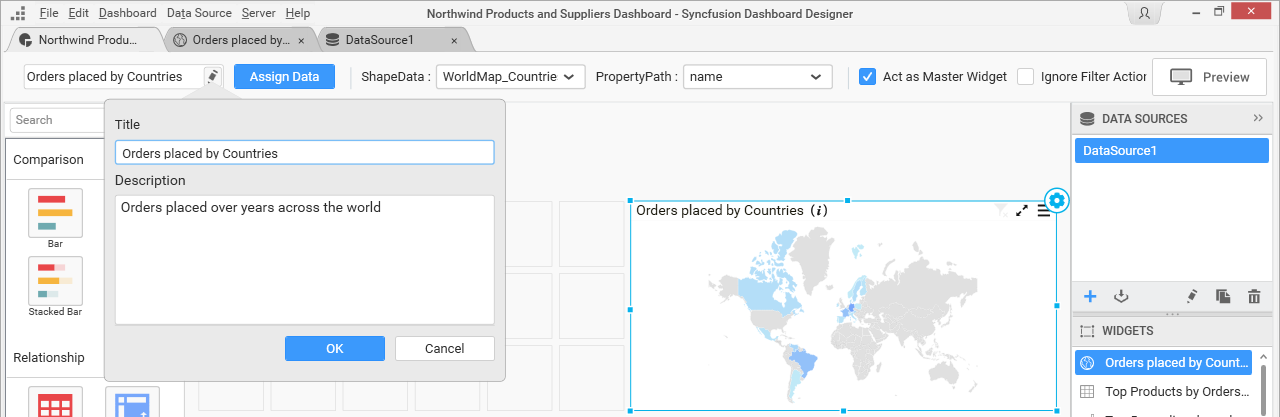 File Edit Dashboard Data Source Server Help
Northwind Products and Suppliers Dashboard - Syncfusion Dashboard Designer
Northwind Produ... Orders placed by... × DataSource1 ×
Orders placed by Countries Assign Data ShapeData : WorldMap_Countrie PropertyPath : name Act as Master Widget Ignore Filter Action Preview
Search
Comparison
Bar
Stacked Bar
Relationship
Title
Orders placed by Countries
Description
Orders placed over years across the world
OK Cancel
Orders placed by Countries (i)
DATA SOURCES
DataSource1
WIDGETS
Orders placed by Count...
Top Products by Orders...